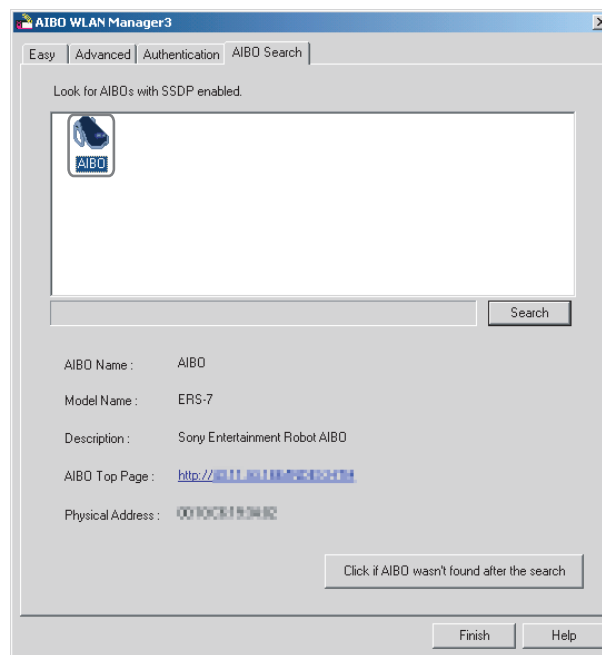 AIBO WLAN Manager3
Easy Advanced Authentication AIBO Search
Look for AIBOs with SSDP enabled.
AIBO
Search
AIBO Name : AIBO
Model Name : ERS-7
Description : Sony Entertainment Robot AIBO
AIBO Top Page : http://
Physical Address :
Click if AIBO wasn't found after the search
Finish Help